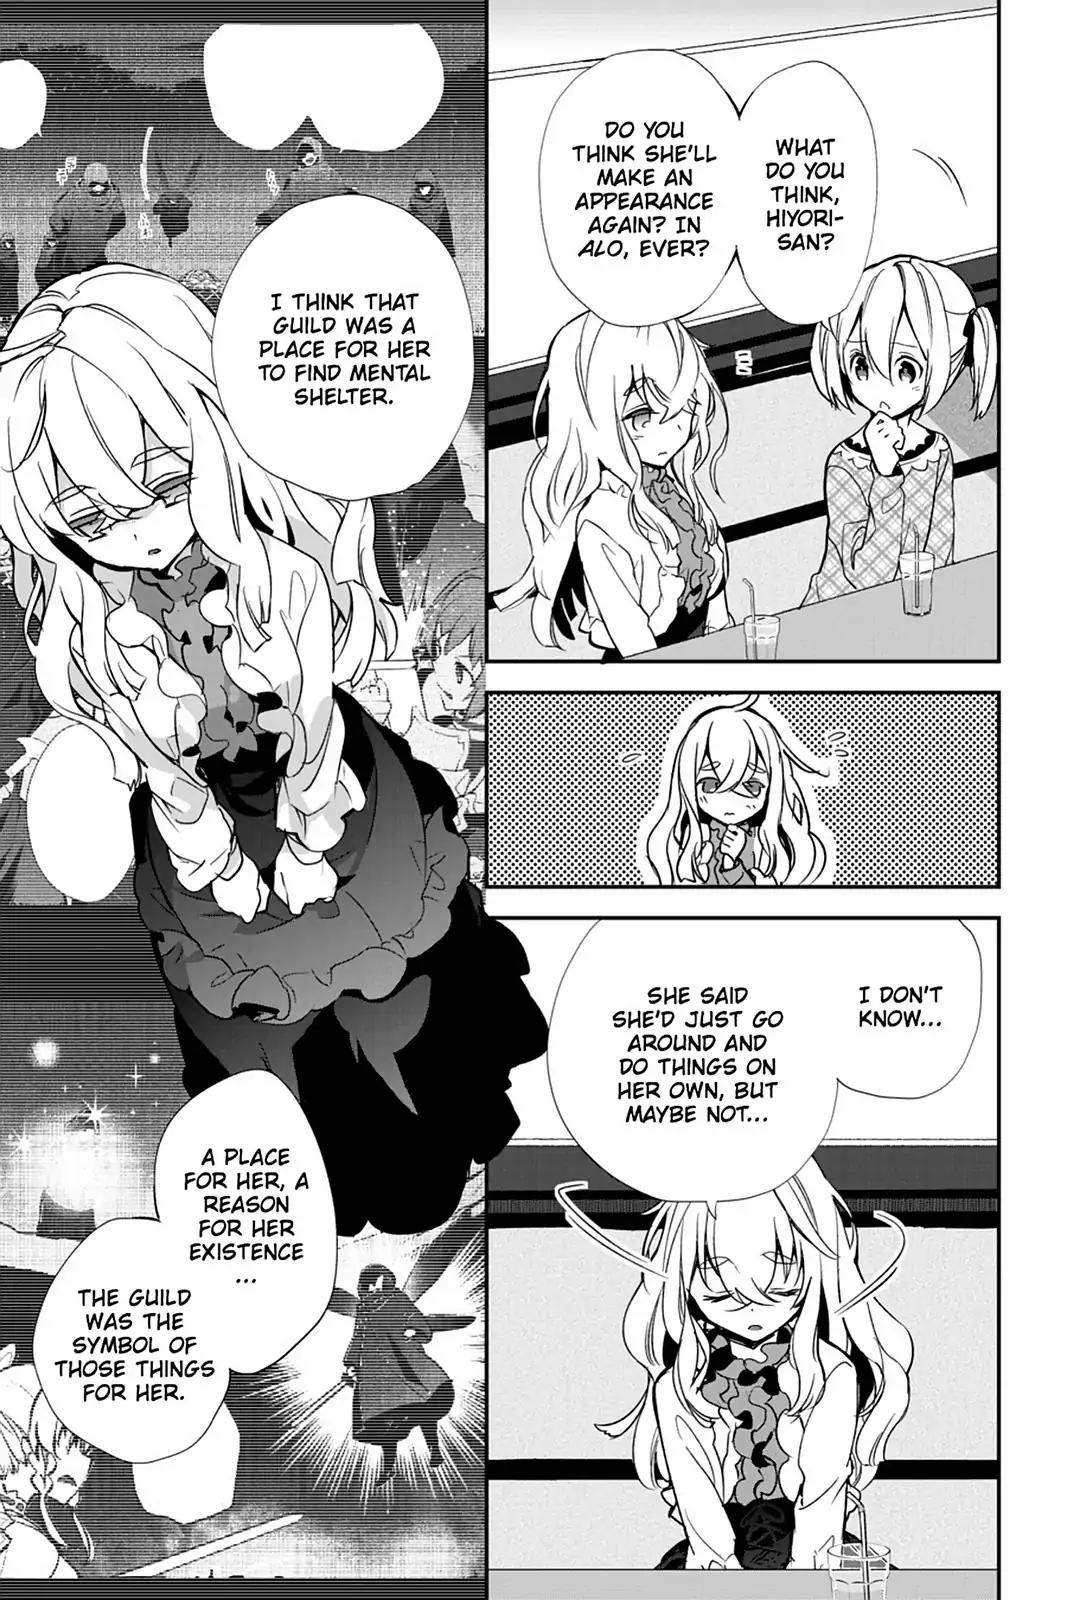 WHAT
DO YOU
THINK,
HIYORI-
SAN?
DO YOU
THINK SHE'LL
MAKE AN
APPEARANCE
AGAIN? IN
ALO, EVER?
I DON'T
KNOW...
SHE SAID
SHE'D JUST GO
AROUND AND
DO THINGS ON
HER OWN, BUT
MAYBE NOT...
I THINK THAT
GUILD WAS A
PLACE FOR HER
TO FIND MENTAL
SHELTER.
A PLACE
FOR HER, A
REASON
FOR HER
EXISTENCE
...
THE GUILD
WAS THE
SYMBOL OF
THOSE THINGS
FOR HER.